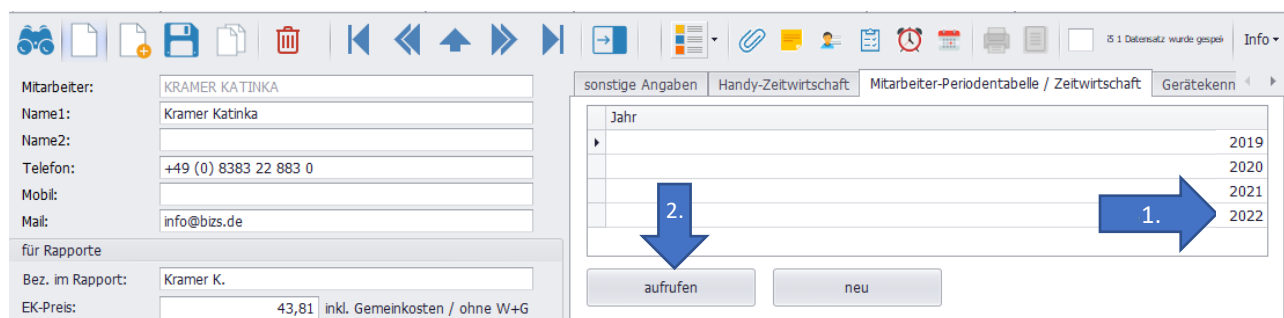 i5 1 Datensatz wurde gespei Info
Mitarbeiter: KRAMER KATINKA
Name1: Kramer Katinka
Name2:
Telefon: +49 (0) 8383 22 883 0
Mobil:
Mail: info@bizs.de
für Rapporte
Bez. im Rapport: Kramer K.
EK-Preis: 43,81 inkl. Gemeinkosten / ohne W+G
sonstige Angaben Handy-Zeitwirtschaft Mitarbeiter-Periodentabelle / Zeitwirtschaft Gerätekenn
Jahr
2019
2020
2021
1. 2022
2.
aufrufen neu